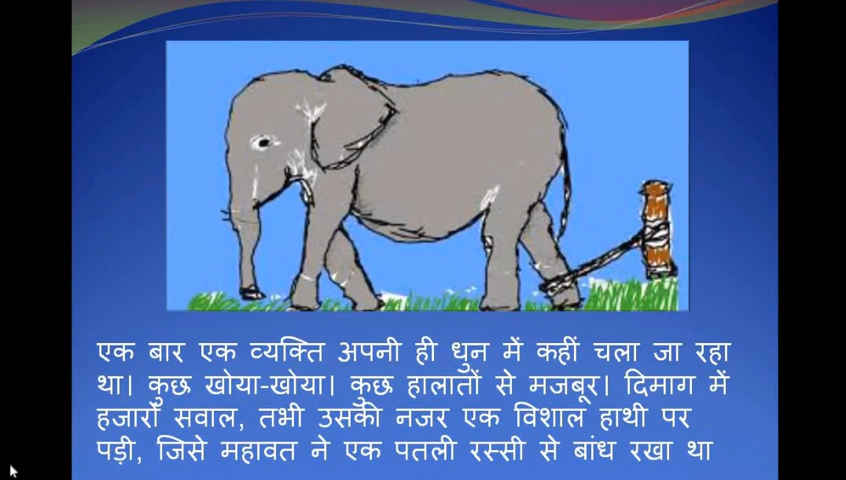 एक बार एक व्यक्ति अपनी ही धुन में कहीं चला जा रहा
था। कुछ खोया-खोया। कुछ हालातों से मजबूर। दिमाग में
हजारों सवाल, तभी उसकी नजर एक विशाल हाथी पर
पड़ी, जिसे महावत ने एक पतली रस्सी से बांध रखा था